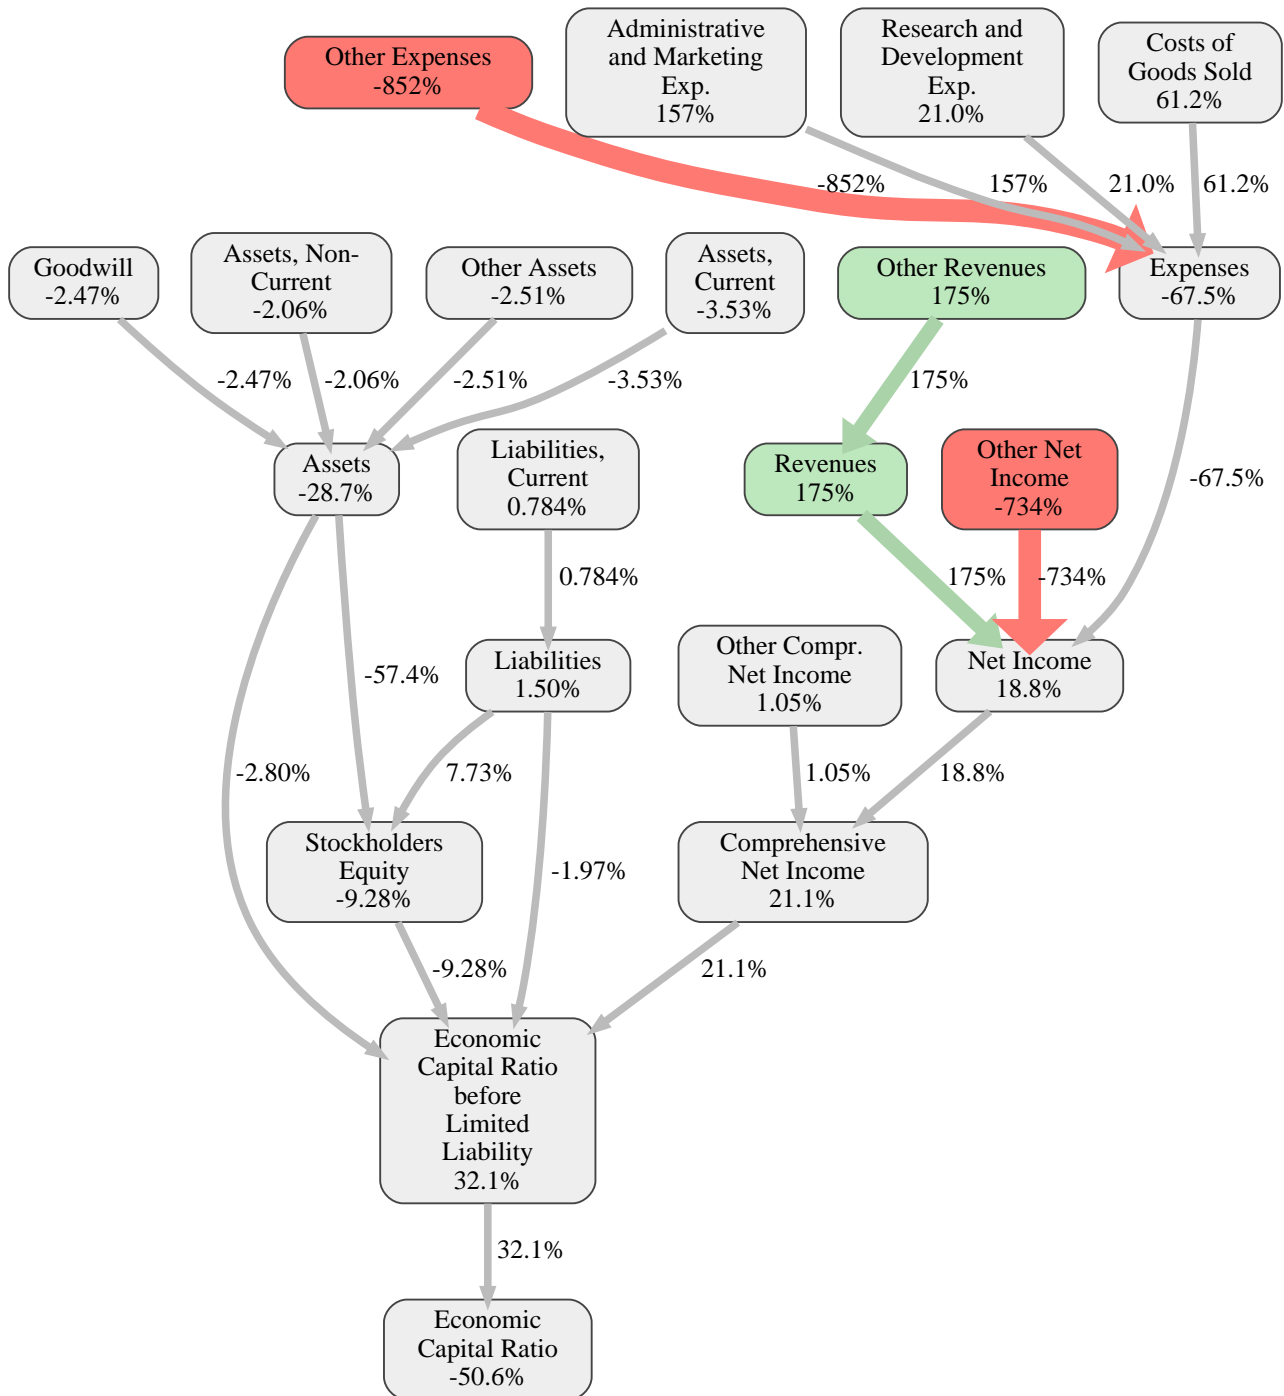 Other Expenses
-852%
Administrative
and Marketing
Exp.
157%
Research and
Development
Exp.
21.0%
Costs of
Goods Sold
61.2%
-852%
157%
21.0%
61.2%
Goodwill
-2.47%
Assets, Non-
Current
-2.06%
Other Assets
-2.51%
Assets,
Current
-3.53%
Other Revenues
175%
Expenses
-67.5%
-2.47%
-2.06%
-2.51%
-3.53%
175%
Assets
-28.7%
Liabilities,
Current
0.784%
Revenues
175%
Other Net
Income
-734%
-67.5%
0.784%
175%
-734%
-57.4%
Liabilities
1.50%
Other Compr.
Net Income
1.05%
Net Income
18.8%
-2.80%
7.73%
1.05%
18.8%
Stockholders
Equity
-9.28%
-1.97%
Comprehensive
Net Income
21.1%
-9.28%
21.1%
Economic
Capital Ratio
before
Limited
Liability
32.1%
32.1%
Economic
Capital Ratio
-50.6%